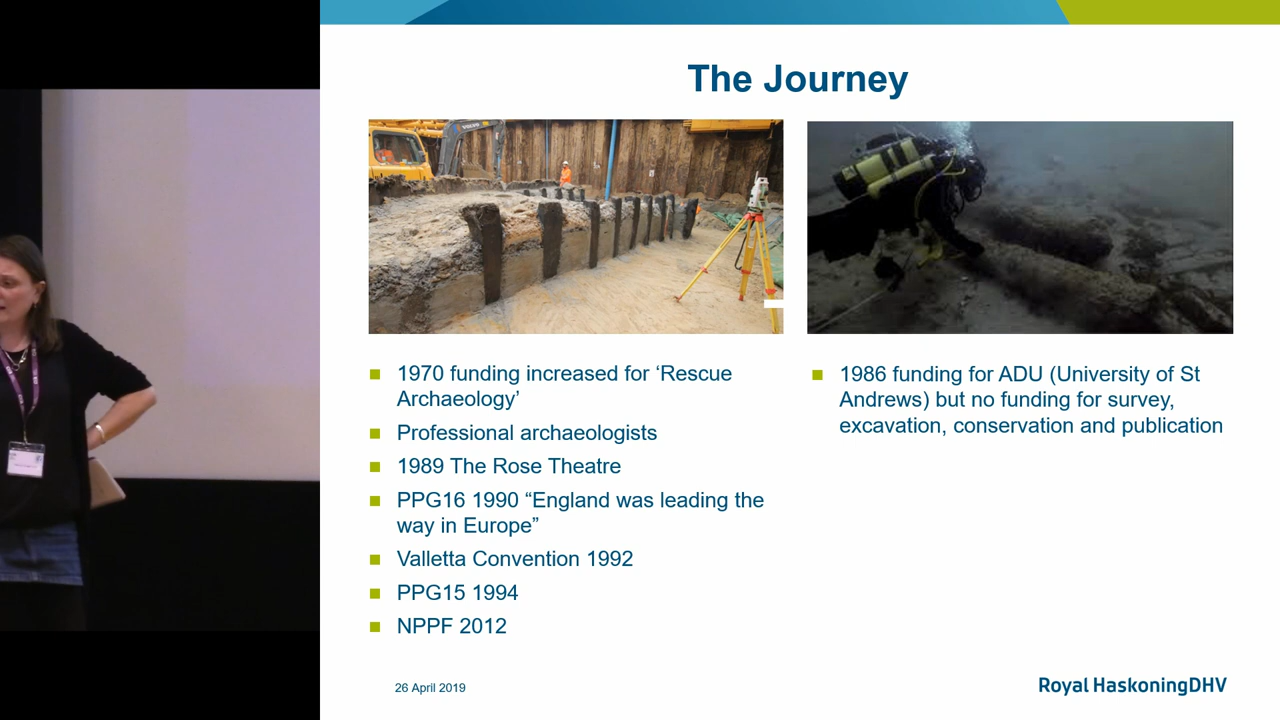 The Journey
VOLVO
■ 1970 funding increased for ‘Rescue
Archaeology’
■ Professional archaeologists
■ 1989 The Rose Theatre
■ PPG16 1990 “England was leading the
way in Europe”
■ Valletta Convention 1992
■ PPG15 1994
■ NPPF 2012
■ 1986 funding for ADU (University of St
Andrews) but no funding for survey,
excavation, conservation and publication
26 April 2019
Royal HaskoningDHV